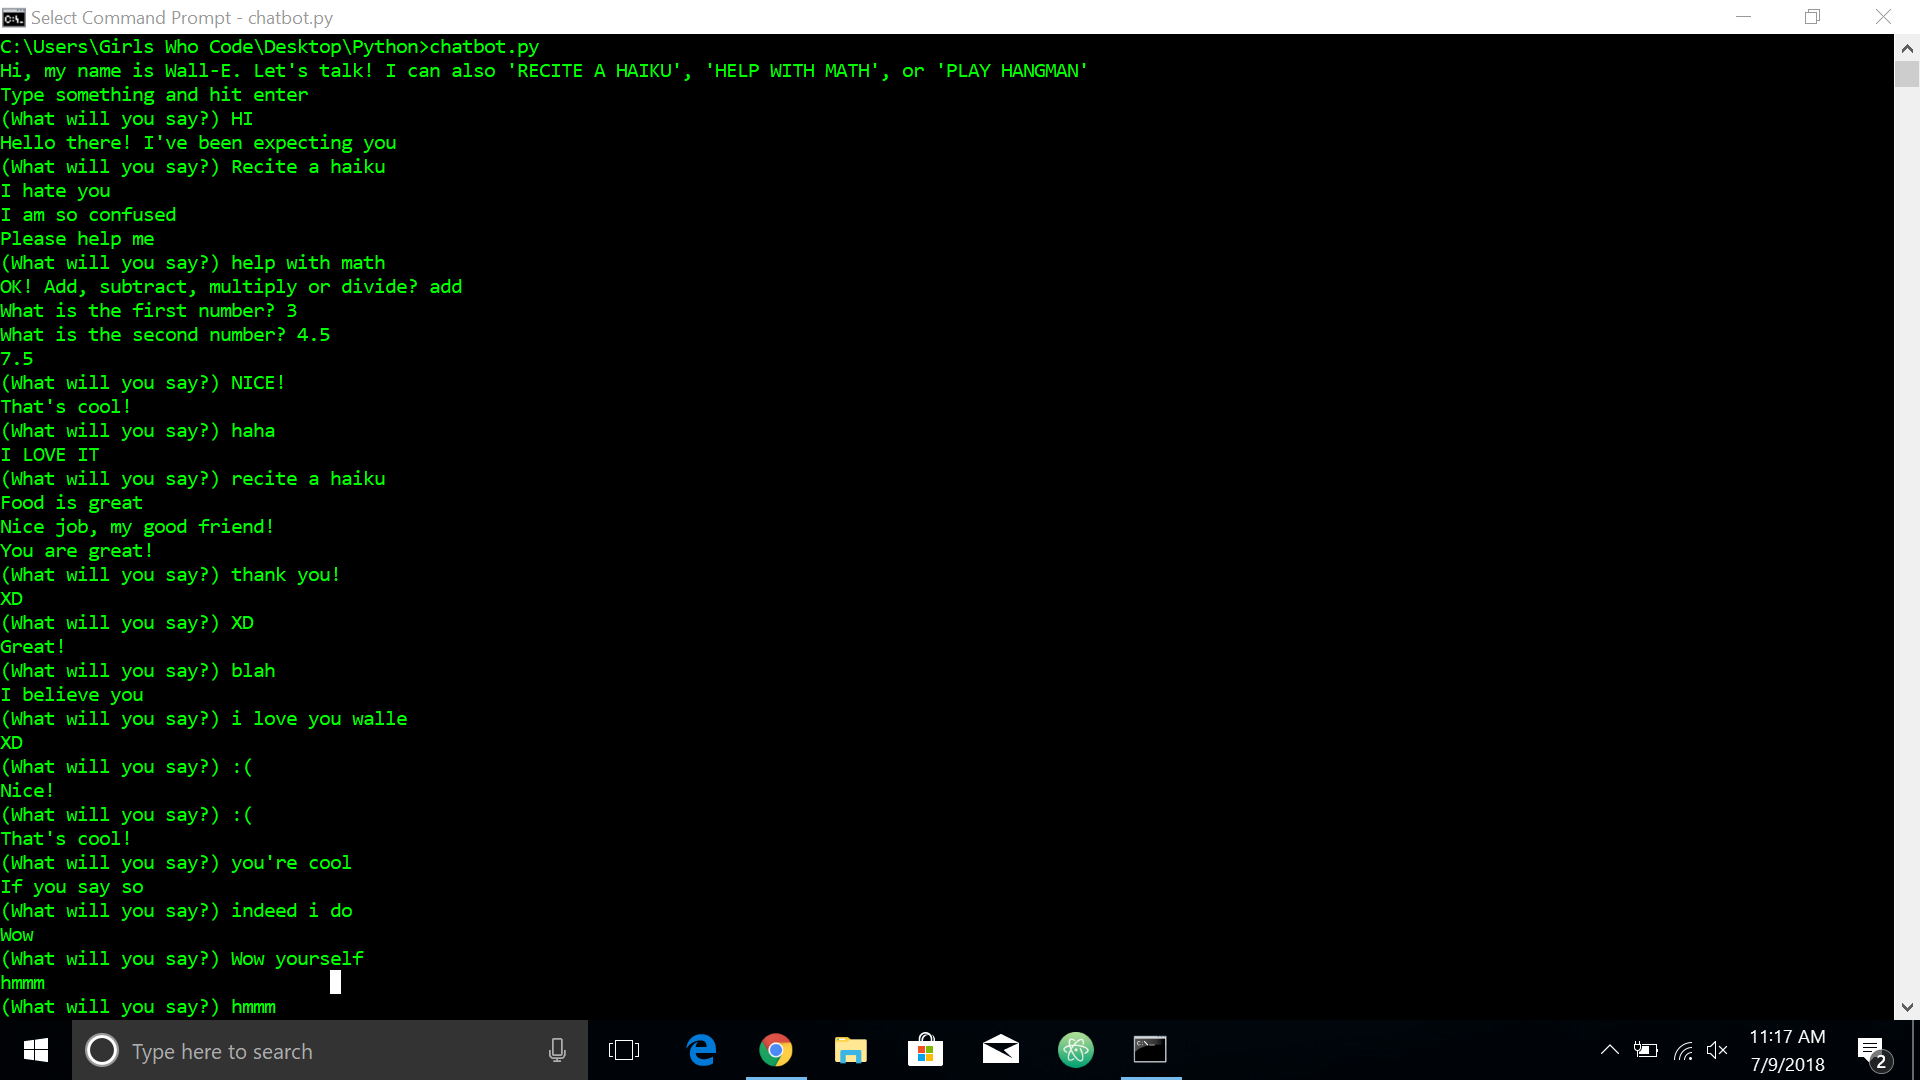 Select Command Prompt - chatbot.py
C:\Users\Girls Who Code\Desktop\Python>chatbot.py
Hi, my name is Wall-E. Let's talk! I can also 'RECITE A HAIKU', 'HELP WITH MATH', or 'PLAY HANGMAN'
Type something and hit enter
(What will you say?) HI
Hello there! I've been expecting you
(What will you say?) Recite a haiku
I hate you
I am so confused
Please help me
(What will you say?) help with math
OK! Add, subtract, multiply or divide? add
What is the first number? 3
What is the second number? 4.5
7.5
(What will you say?) NICE!
That's cool!
(What will you say?) haha
I LOVE IT
(What will you say?) recite a haiku
Food is great
Nice job, my good friend!
You are great!
(What will you say?) thank you!
XD
(What will you say?) XD
Great!
(What will you say?) blah
I believe you
(What will you say?) i love you walle
XD
(What will you say?) :(
Nice!
(What will you say?) :(
That's cool!
(What will you say?) you're cool
If you say so
(What will you say?) indeed i do
Wow
(What will you say?) Wow yourself
hmmm
(What will you say?) hmmm
Type here to search
11:17 AM
7/9/2018
2